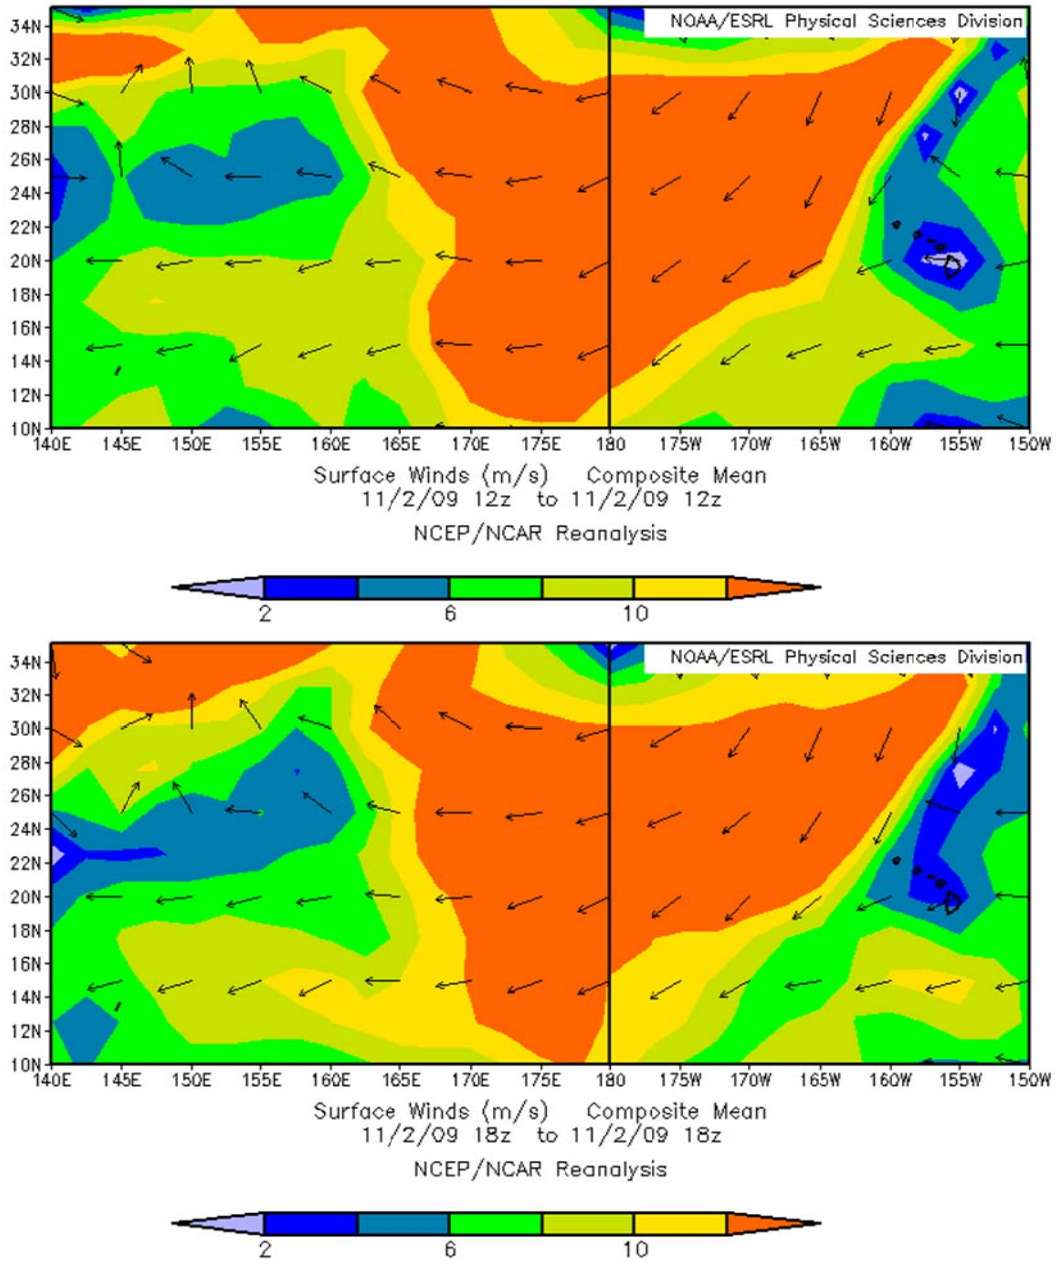 34N
NOAA/ESRL Physical Sciences Division
32N
30N
28N
26N
24N
22N
20N
18N
16N
14N
12N
10N
140E 145E 150E 155E 160E 165E 170E 175E 180 175W 170W 165W 160W 155W 150W
Surface Winds (m/s) Composite Mean
11/2/09 12z to 11/2/09 12z
NCEP/NCAR Reanalysis
2 6 10
34N
NOAA/ESRL Physical Sciences Division
32N
30N
28N
26N
24N
22N
20N
18N
16N
14N
12N
10N
140E 145E 150E 155E 160E 165E 170E 175E 180 175W 170W 165W 160W 155W 150W
Surface Winds (m/s) Composite Mean
11/2/09 18z to 11/2/09 18z
NCEP/NCAR Reanalysis
2 6 10